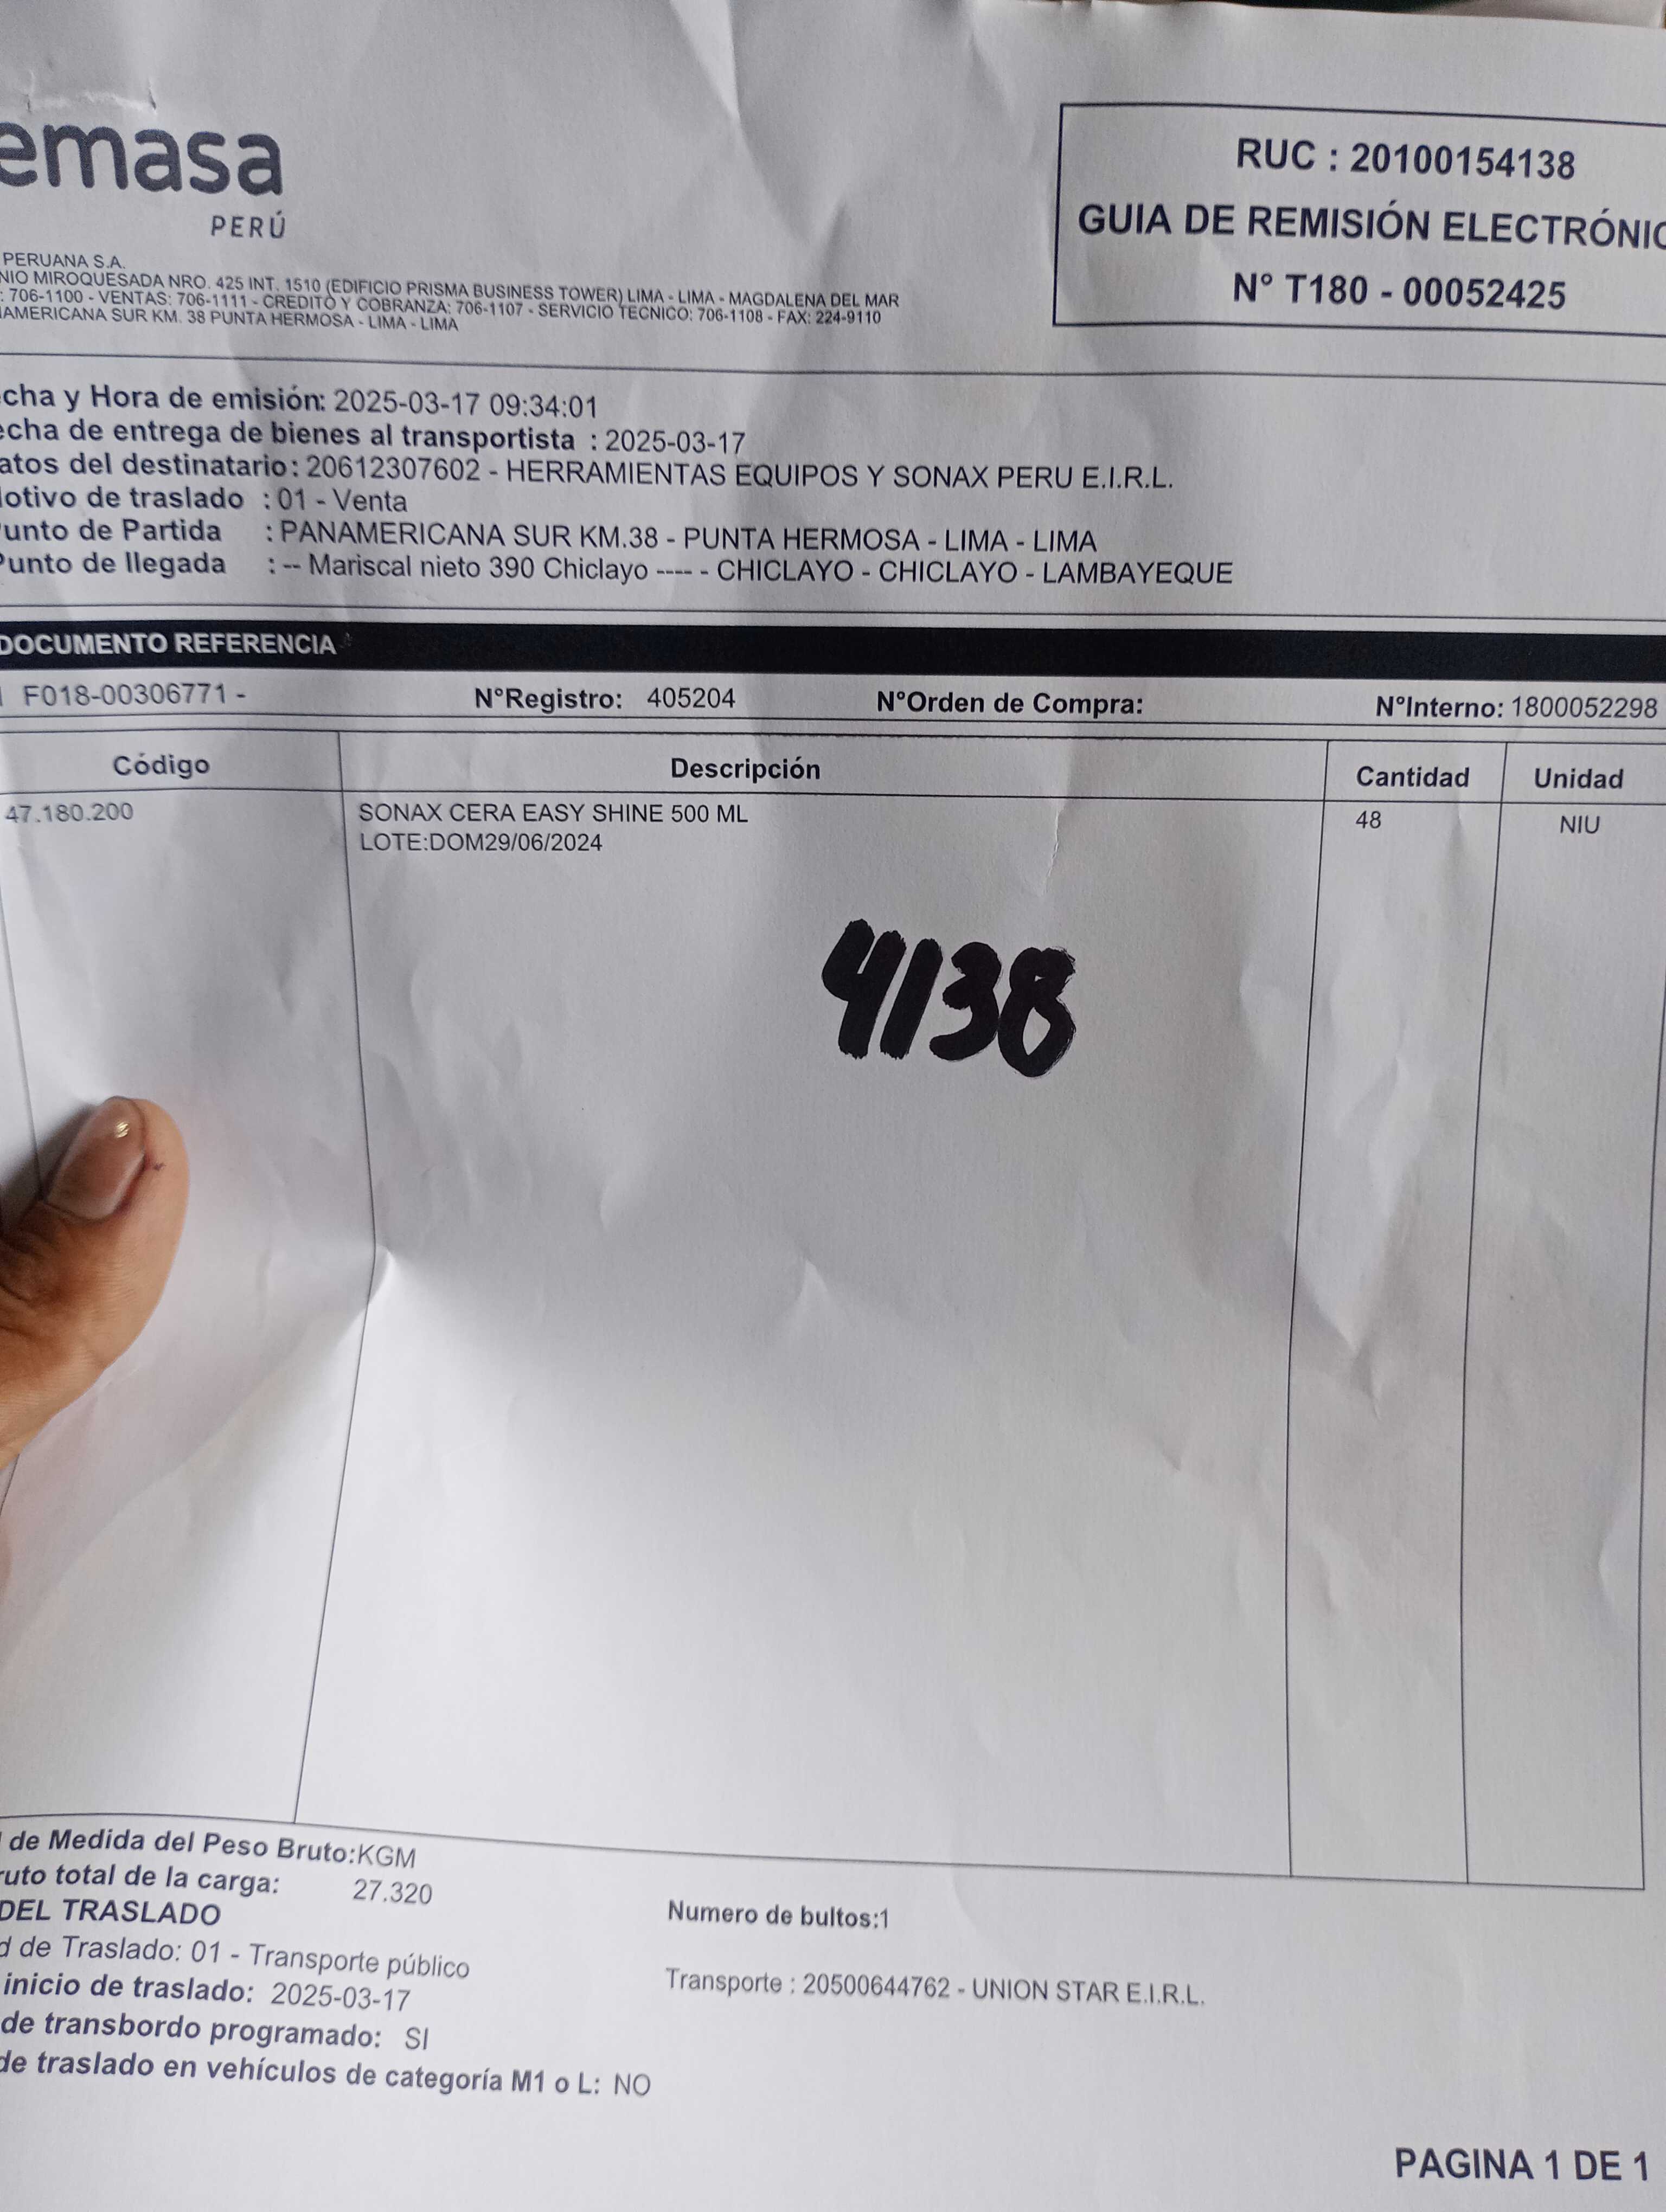 emasa
PERÚ
PERUANA S.A.
NIO MIROQUESADA NRO. 425 INT. 1510 (EDIFICIO PRISMA BUSINESS TOWER) LIMA - LIMA - MAGDALENA DEL MAR
: 706-1100 - VENTAS: 706-1111 - CREDITO Y COBRANZA: 706-1107 - SERVICIO TECNICO: 706-1108 - FAX: 224-9110
IAMERICANA SUR KM. 38 PUNTA HERMOSA - LIMA - LIMA
RUC : 20100154138
GUIA DE REMISIÓN ELECTRÓNIC
N° T180 - 00052425
cha y Hora de emisión: 2025-03-17 09:34:01
echa de entrega de bienes al transportista : 2025-03-17
atos del destinatario: 20612307602 - HERRAMIENTAS EQUIPOS Y SONAX PERU E.I.R.L.
lotivo de traslado : 01 - Venta
unto de Partida : PANAMERICANA SUR KM.38 - PUNTA HERMOSA - LIMA - LIMA
Punto de llegada : -- Mariscal nieto 390 Chiclayo ---- - CHICLAYO - CHICLAYO - LAMBAYEQUE
DOCUMENTO REFERENCIA
F018-00306771 - N°Registro: 405204 N°Orden de Compra: N°Interno: 1800052298
Código Descripción Cantidad Unidad
47.180.200 SONAX CERA EASY SHINE 500 ML 48 NIU
LOTE:DOM29/06/2024
4138
de Medida del Peso Bruto:KGM
ruto total de la carga: 27.320
DEL TRASLADO
Numero de bultos:1
d de Traslado: 01 - Transporte público
Transporte : 20500644762 - UNION STAR E.I.R.L.
inicio de traslado: 2025-03-17
de transbordo programado: SI
de traslado en vehículos de categoría M1 o L: NO
PAGINA 1 DE 1